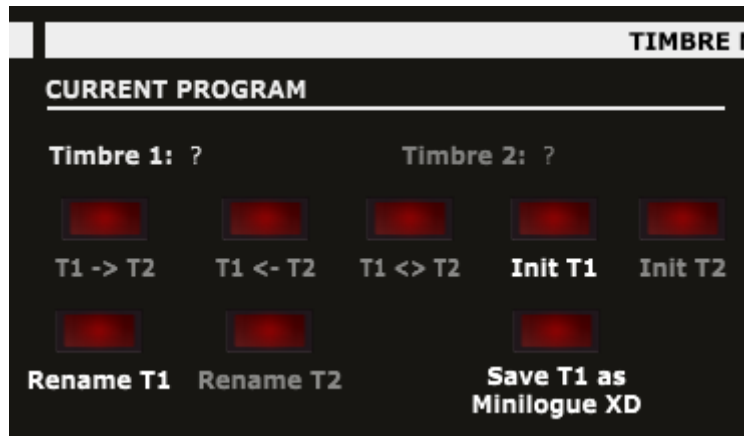 TIMBRE
CURRENT PROGRAM
Timbre 1: ? Timbre 2: ?
T1 -> T2 T1 <- T2 T1 <> T2 Init T1 Init T2
Rename T1 Rename T2 Save T1 as
Minilogue XD